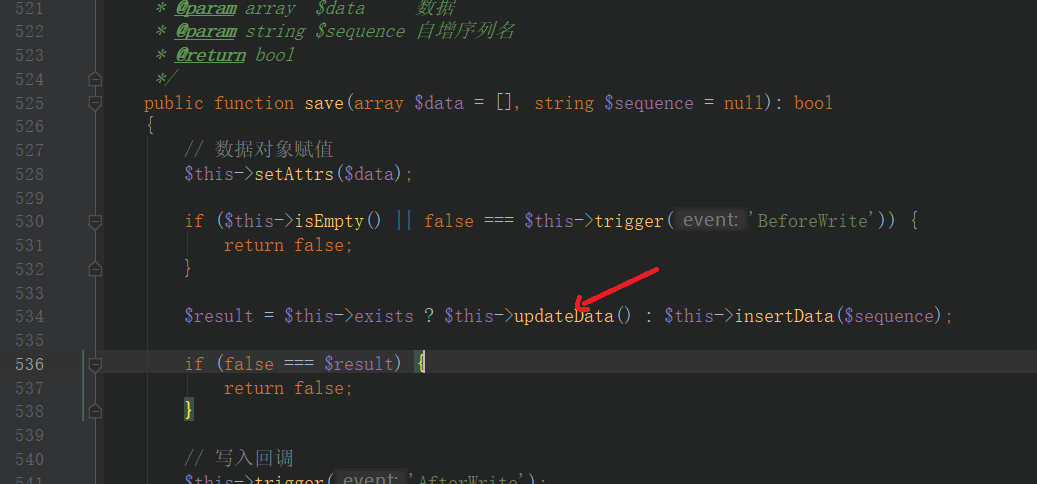 521 * @param array $data 数据
522 * @param string $sequence 自增序列名
523 * @return bool
524 */
525 public function save(array $data = [], string $sequence = null): bool
526 {
527 // 数据对象赋值
528 $this->setAttrs($data);
529
530 if ($this->isEmpty() || false === $this->trigger( event: 'BeforeWrite')) {
531 return false;
532 }
533
534 $result = $this->exists ? $this->updateData() : $this->insertData($sequence);
535
536 if (false === $result) {
537 return false;
538 }
539
540 // 写入回调
541 $this->trigger( event: 'AfterWrite');